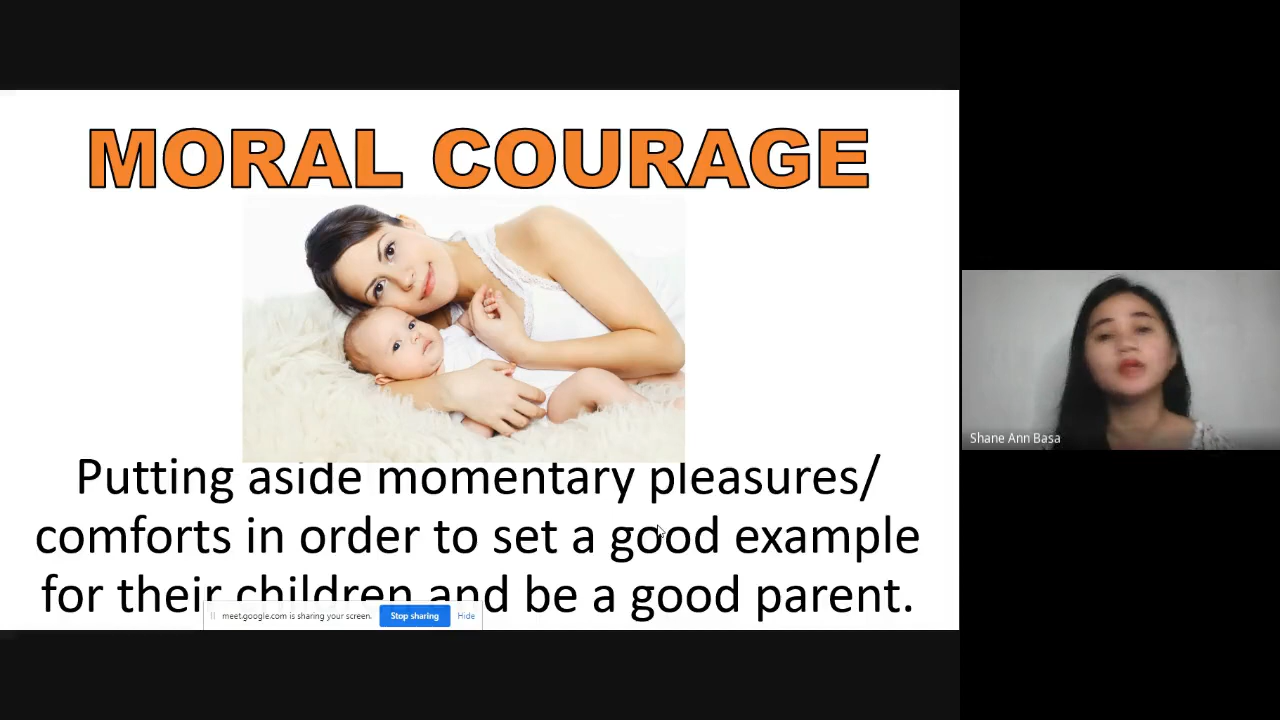 MORAL COURAGE
Putting aside momentary pleasures/
comforts in order to set a good example
for their children and be a good parent.
meet.google.com is sharing your screen. Stop sharing Hide
Shane Ann Basa